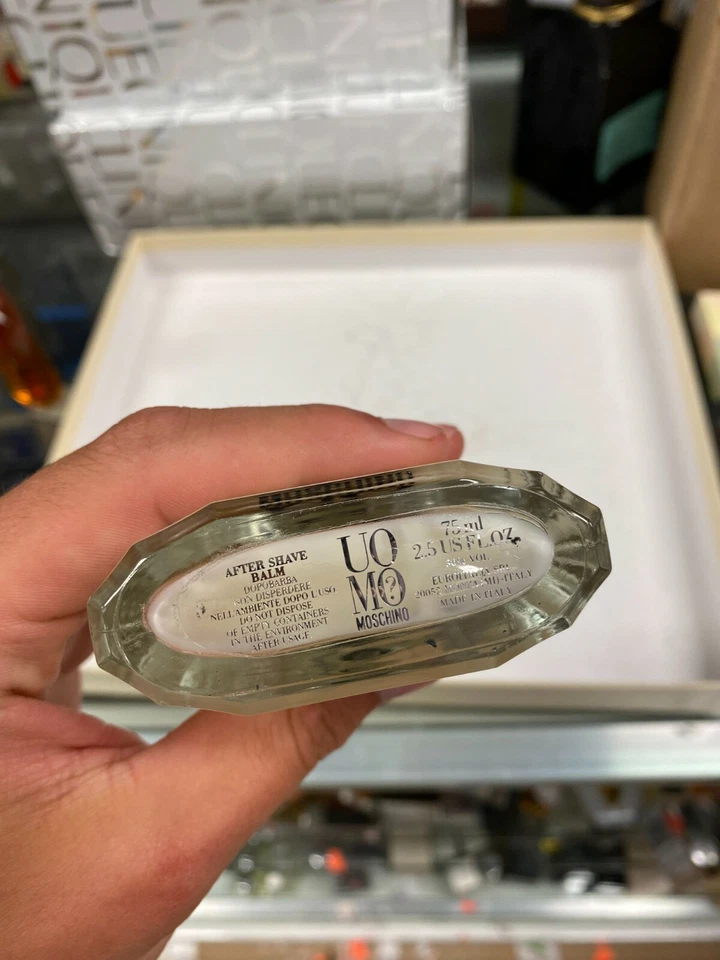 AFTER SHAVE
BALM
DOPOBARBA
NON DISPERDERE
NELL'AMBIENTE DOPO L'USO
DO NOT DISPOSE
OF EMPTY CONTAINERS
IN THE ENVIRONMENT
AFTER USAGE
UO
MO?
MOSCHINO
75 ml
2.5 US FL.OZ.
VOL.
MADE IN ITALY